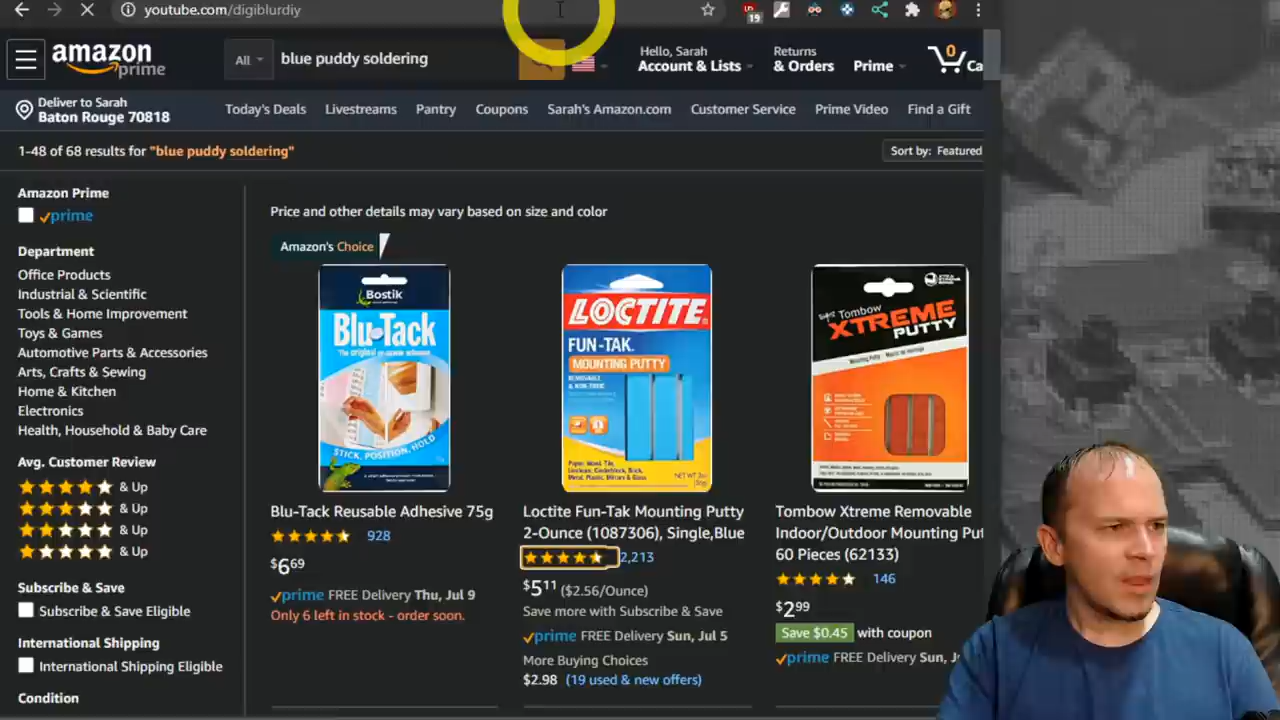 youtube.com/digiblurdiy
19
amazon
prime
All
blue puddy soldering
Hello, Sarah
Account & Lists
Returns
& Orders
Prime
0
Ca
Deliver to Sarah
Baton Rouge 70818
Today's Deals
Livestreams
Pantry
Coupons
Sarah's Amazon.com
Customer Service
Prime Video
Find a Gift
1-48 of 68 results for "blue puddy soldering"
Sort by: Featured
Amazon Prime
prime
Department
Office Products
Industrial & Scientific
Tools & Home Improvement
Toys & Games
Automotive Parts & Accessories
Arts, Crafts & Sewing
Home & Kitchen
Electronics
Health, Household & Baby Care
Avg. Customer Review
& Up
& Up
& Up
& Up
Subscribe & Save
Subscribe & Save Eligible
International Shipping
International Shipping Eligible
Condition
Price and other details may vary based on size and color
Amazon's Choice
Bostik
Blu-Tack
STICK, POSITION, HOLD
Blu-Tack Reusable Adhesive 75g
928
$6.69
prime FREE Delivery Thu, Jul 9
Only 6 left in stock - order soon.
LOCTITE
FUN-TAK
MOUNTING PUTTY
Loctite Fun-Tak Mounting Putty
2-Ounce (1087306), Single,Blue
2,213
$5.11 ($2.56/Ounce)
Save more with Subscribe & Save
prime FREE Delivery Sun, Jul 5
More Buying Choices
$2.98 (19 used & new offers)
Tombow
XTREME
PUTTY
Tombow Xtreme Removable
Indoor/Outdoor Mounting Put
60 Pieces (62133)
146
$2.99
Save $0.45 with coupon
prime FREE Delivery Sun, J